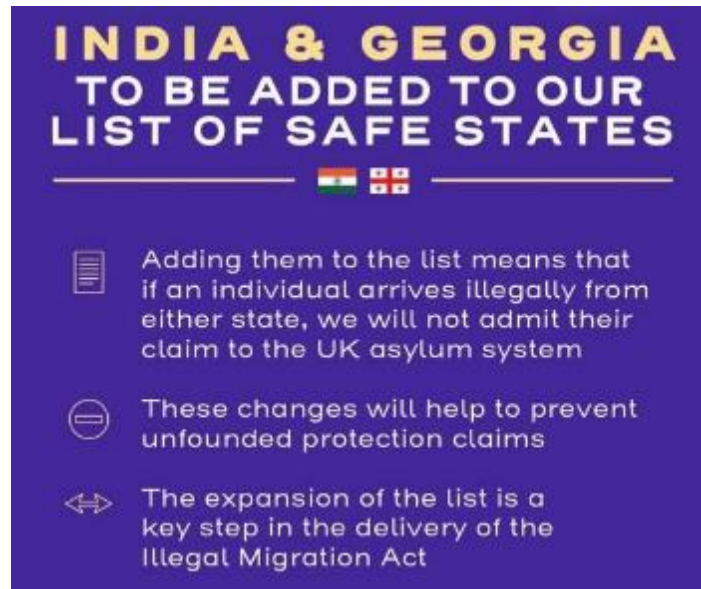 INDIA & GEORGIA
TO BE ADDED TO OUR
LIST OF SAFE STATES
Adding them to the list means that
if an individual arrives illegally from
either state, we will not admit their
claim to the UK asylum system
These changes will help to prevent
unfounded protection claims
The expansion of the list is a
key step in the delivery of the
Illegal Migration Act